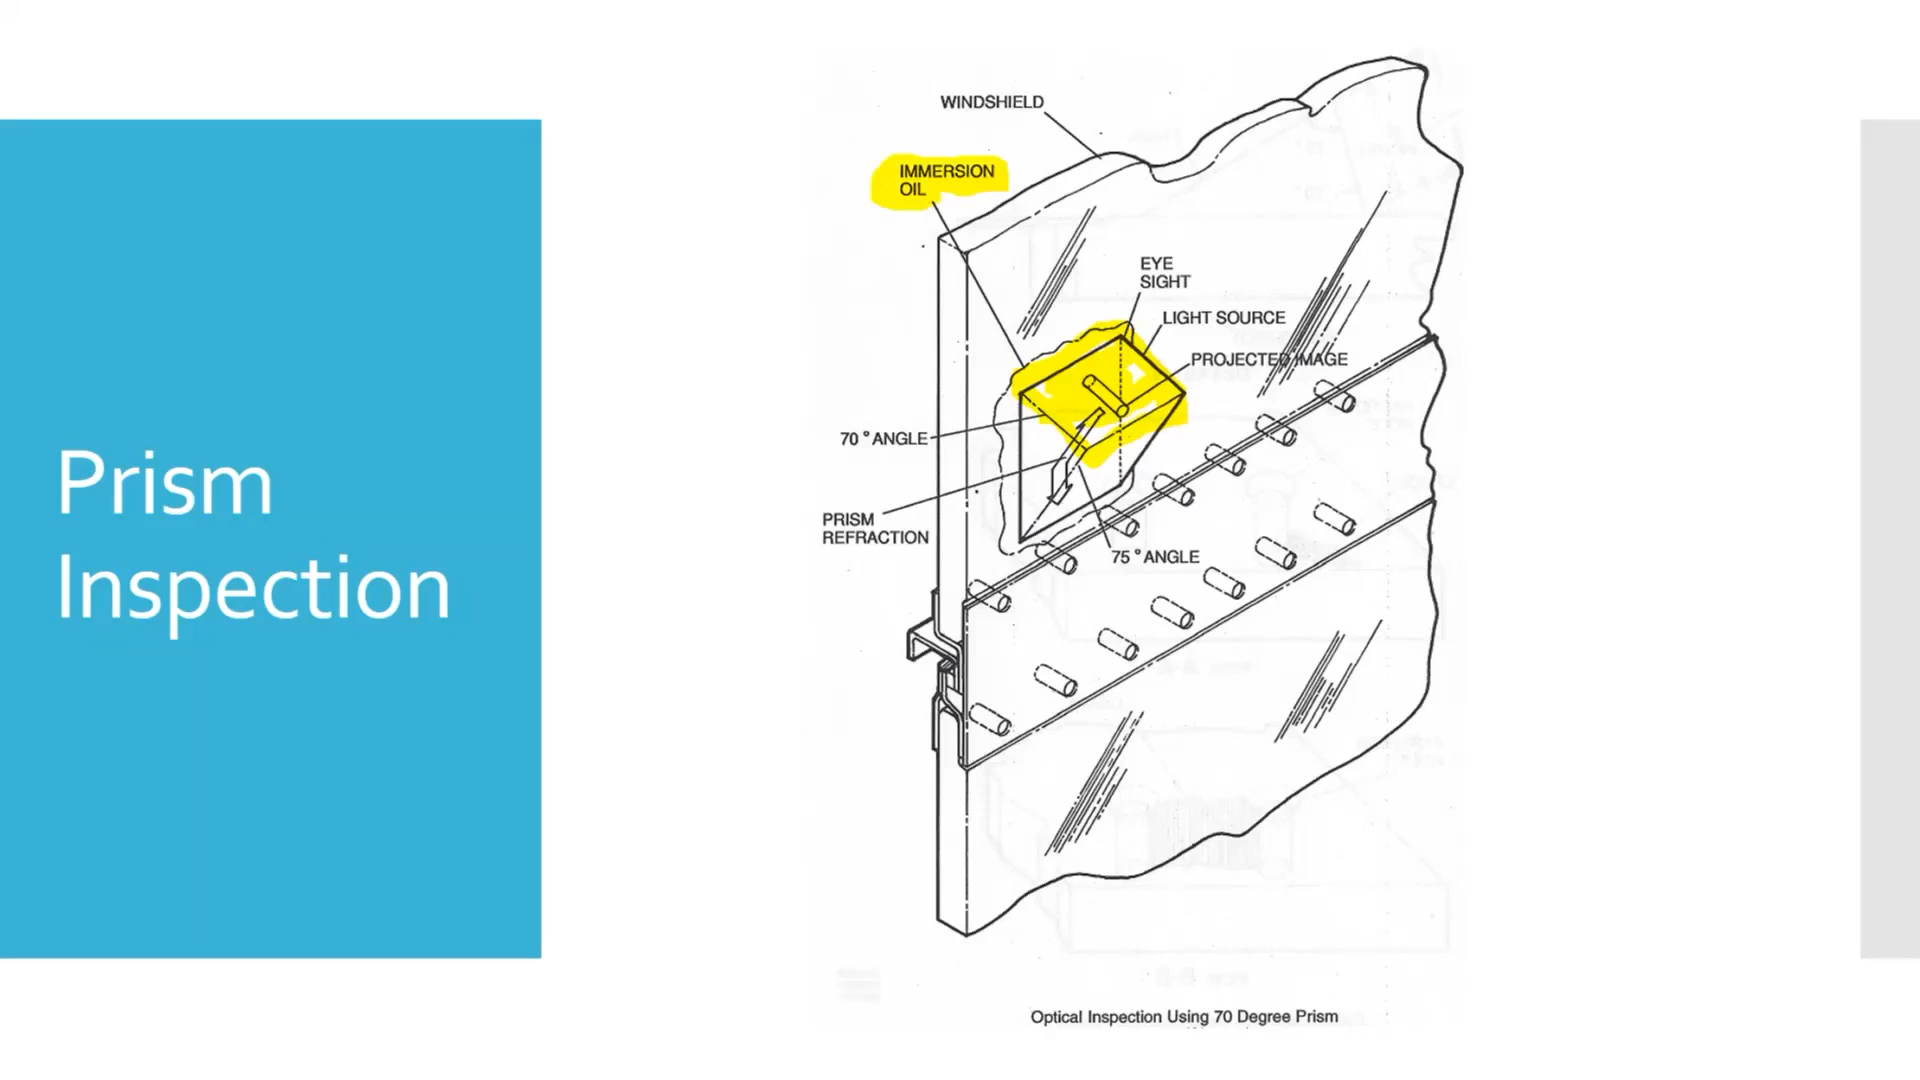 Prism
Inspection
WINDSHIELD
IMMERSION
OIL
EYE
SIGHT
LIGHT SOURCE
PROJECTED IMAGE
70 ° ANGLE
PRISM
REFRACTION
75 ° ANGLE
Optical Inspection Using 70 Degree Prism